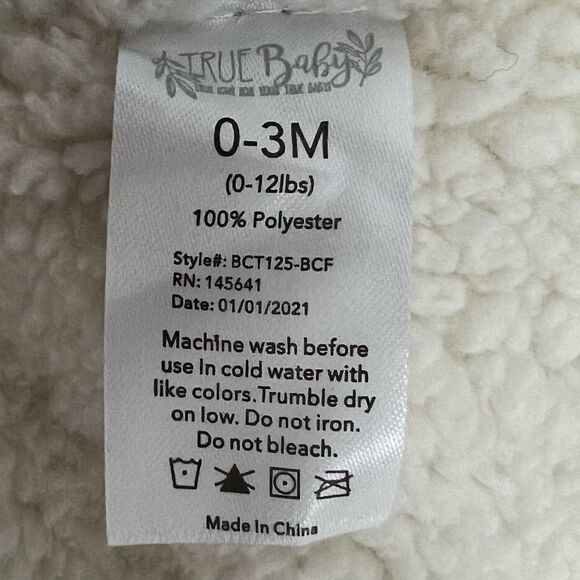 TRUE Baby
0-3M
(0-12lbs)
100% Polyester
Style#: BCT125-BCF
RN: 145641
Date: 01/01/2021
Machine wash before
use In cold water with
like colors.Trumble dry
on low. Do not iron.
Do not bleach.
Made In China